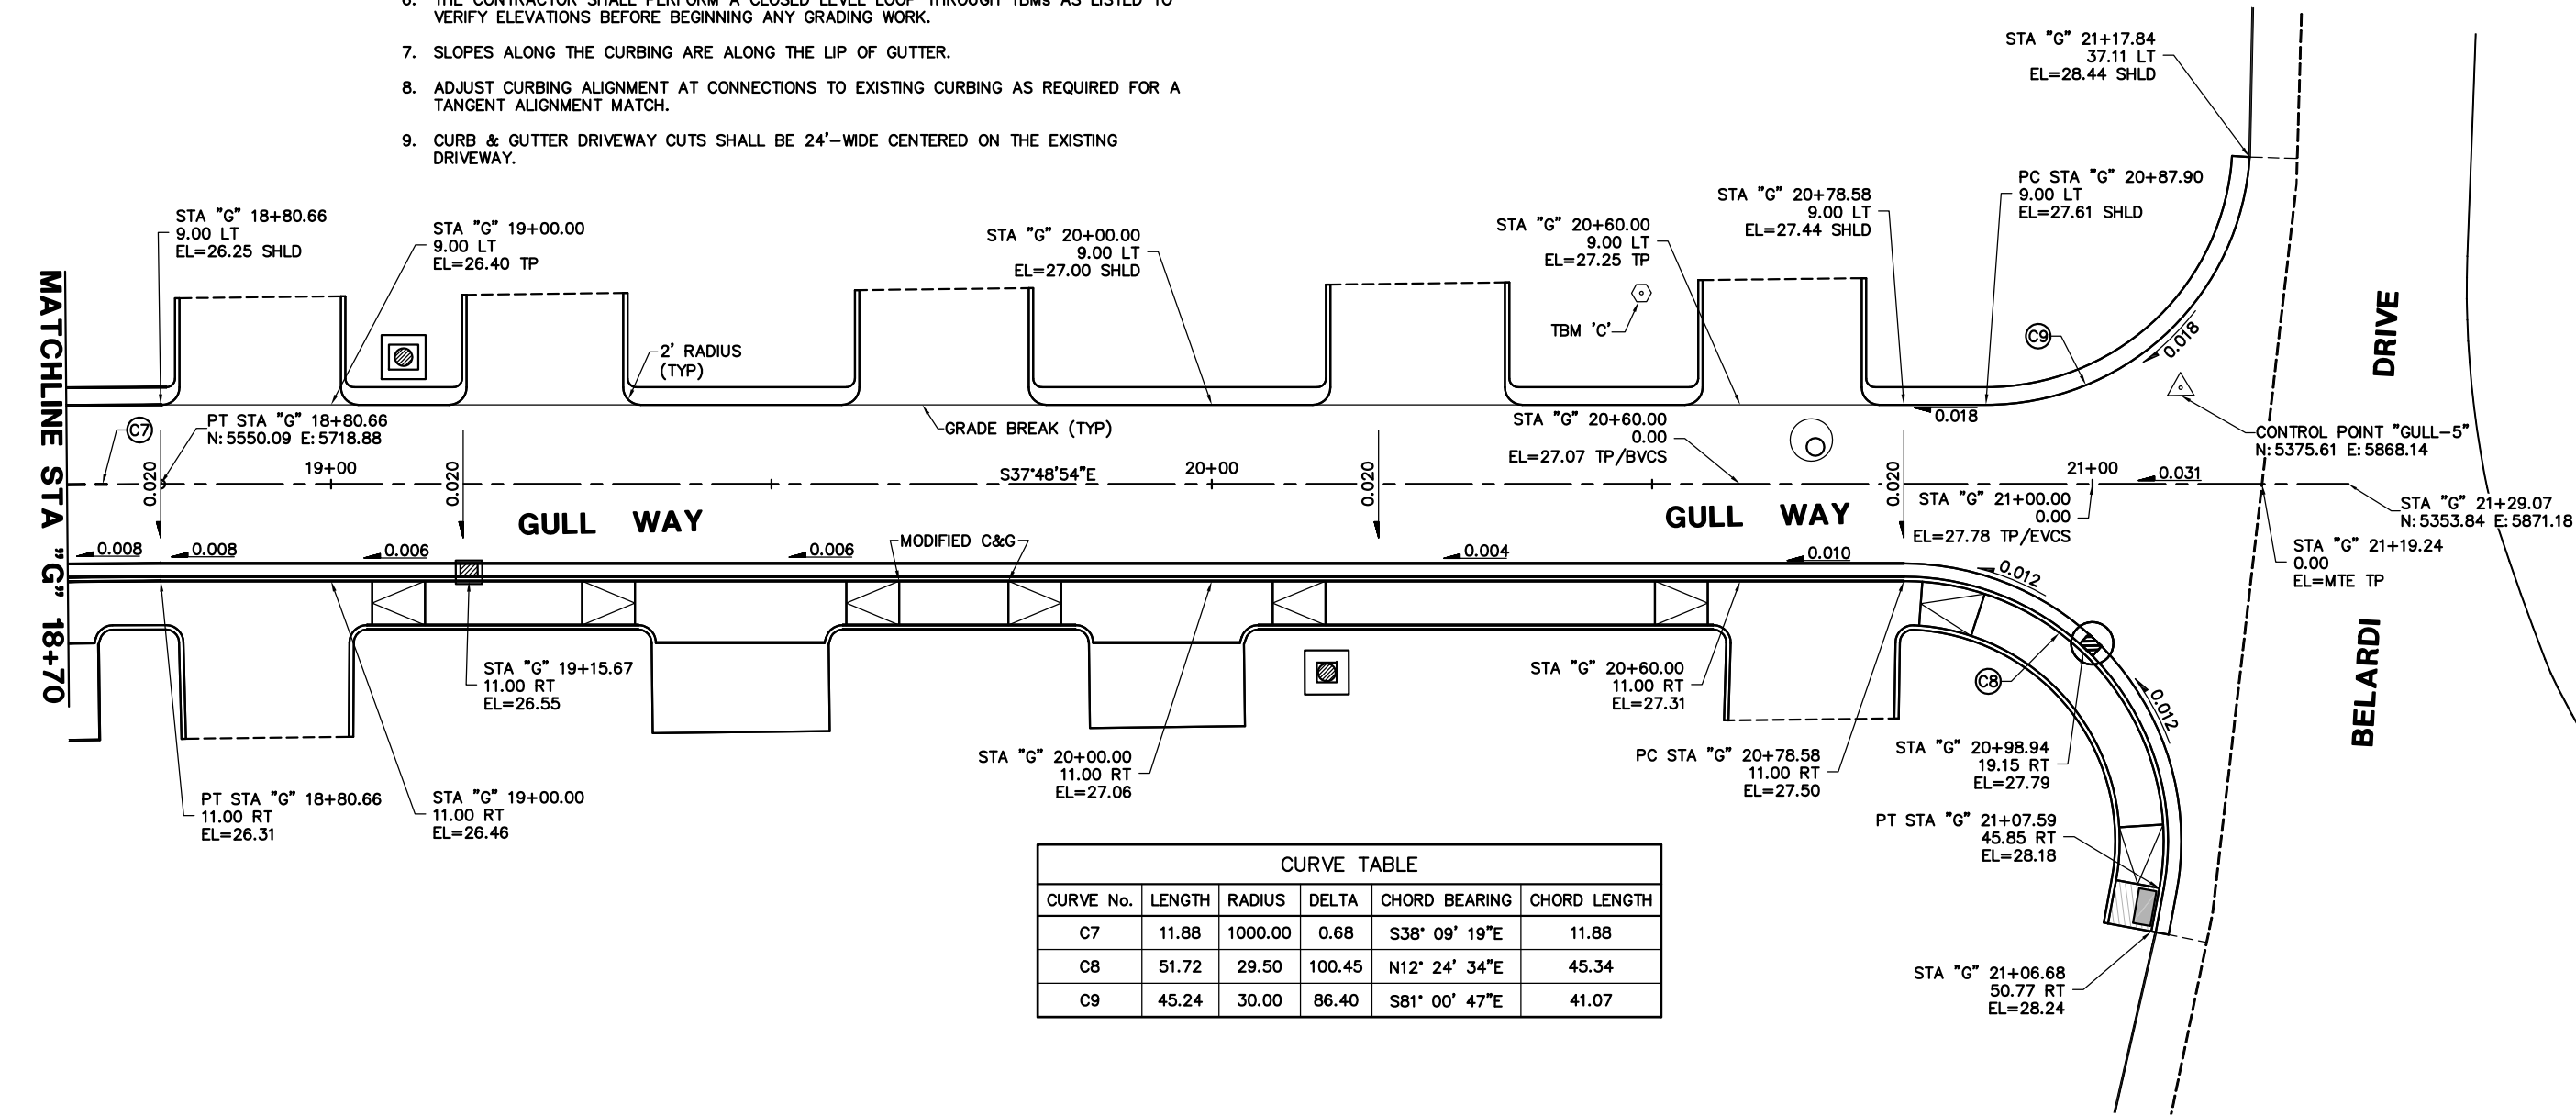 6. THE CONTRACTOR SHALL PERFORM A CLOSED LEVEL LOOP THROUGH TBMs AS LISTED TO
VERIFY ELEVATIONS BEFORE BEGINNING ANY GRADING WORK.
7. SLOPES ALONG THE CURBING ARE ALONG THE LIP OF GUTTER.
8. ADJUST CURBING ALIGNMENT AT CONNECTIONS TO EXISTING CURBING AS REQUIRED FOR A
TANGENT ALIGNMENT MATCH.
9. CURB & GUTTER DRIVEWAY CUTS SHALL BE 24'-WIDE CENTERED ON THE EXISTING
DRIVEWAY.
STA "G" 21+17.84
37.11 LT
EL=28.44 SHLD
PC STA "G" 20+87.90
9.00 LT
EL=27.61 SHLD
STA "G" 20+78.58
9.00 LT
EL=27.44 SHLD
STA "G" 20+60.00
9.00 LT
EL=27.25 TP
STA "G" 20+00.00
9.00 LT
EL=27.00 SHLD
STA "G" 19+00.00
9.00 LT
EL=26.40 TP
STA "G" 18+80.66
9.00 LT
EL=26.25 SHLD
MATCHLINE STA "G" 18+70
2' RADIUS
(TYP)
TBM 'C'
C9
0.018
DRIVE
C7
PT STA "G" 18+80.66
N: 5550.09 E: 5718.88
GRADE BREAK (TYP)
STA "G" 20+60.00
0.00
EL=27.07 TP/BVCS
0.018
CONTROL POINT "GULL-5"
N: 5375.61 E: 5868.14
0.020
19+00
0.020
S37°48'54"E
20+00
0.020
0.020
21+00
0.031
STA "G" 21+00.00
0.00
EL=27.78 TP/EVCS
STA "G" 21+29.07
N: 5353.84 E: 5871.18
GULL WAY
GULL WAY
STA "G" 21+19.24
0.00
EL=MTE TP
0.008
0.008
0.006
0.006
MODIFIED C&G
0.004
0.010
0.012
0.012
C8
BELARDI
STA "G" 19+15.67
11.00 RT
EL=26.55
STA "G" 20+60.00
11.00 RT
EL=27.31
STA "G" 20+00.00
11.00 RT
EL=27.06
PC STA "G" 20+78.58
11.00 RT
EL=27.50
STA "G" 20+98.94
19.15 RT
EL=27.79
PT STA "G" 18+80.66
11.00 RT
EL=26.31
STA "G" 19+00.00
11.00 RT
EL=26.46
PT STA "G" 21+07.59
45.85 RT
EL=28.18
STA "G" 21+06.68
50.77 RT
EL=28.24
CURVE TABLE
CURVE No. LENGTH RADIUS DELTA CHORD BEARING CHORD LENGTH
C7 11.88 1000.00 0.68 S38° 09' 19"E 11.88
C8 51.72 29.50 100.45 N12° 24' 34"E 45.34
C9 45.24 30.00 86.40 S81° 00' 47"E 41.07